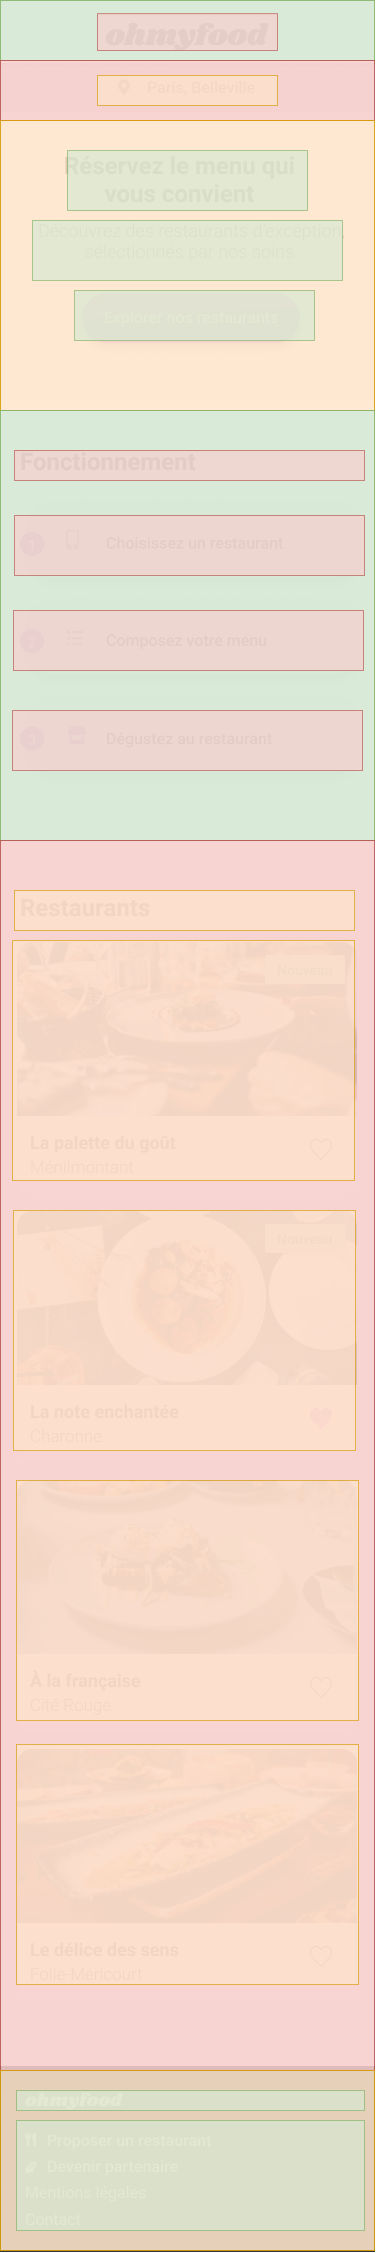 ohmyfood
Paris, Belleville
Réservez le menu qui
vous convient
Découvrez des restaurants d'exception,
sélectionnés par nos soins.
Explorer nos restaurants
Fonctionnement
1 Choisissez un restaurant
2 Composez votre menu
3 Dégustez au restaurant
Restaurants
Nouveau
La palette du goût
Ménilmontant
Nouveau
La note enchantée
Charonne
À la française
Cité Rouge
Le délice des sens
Folie-Méricourt
ohmyfood
Proposer un restaurant
Devenir partenaire
Mentions légales
Contact